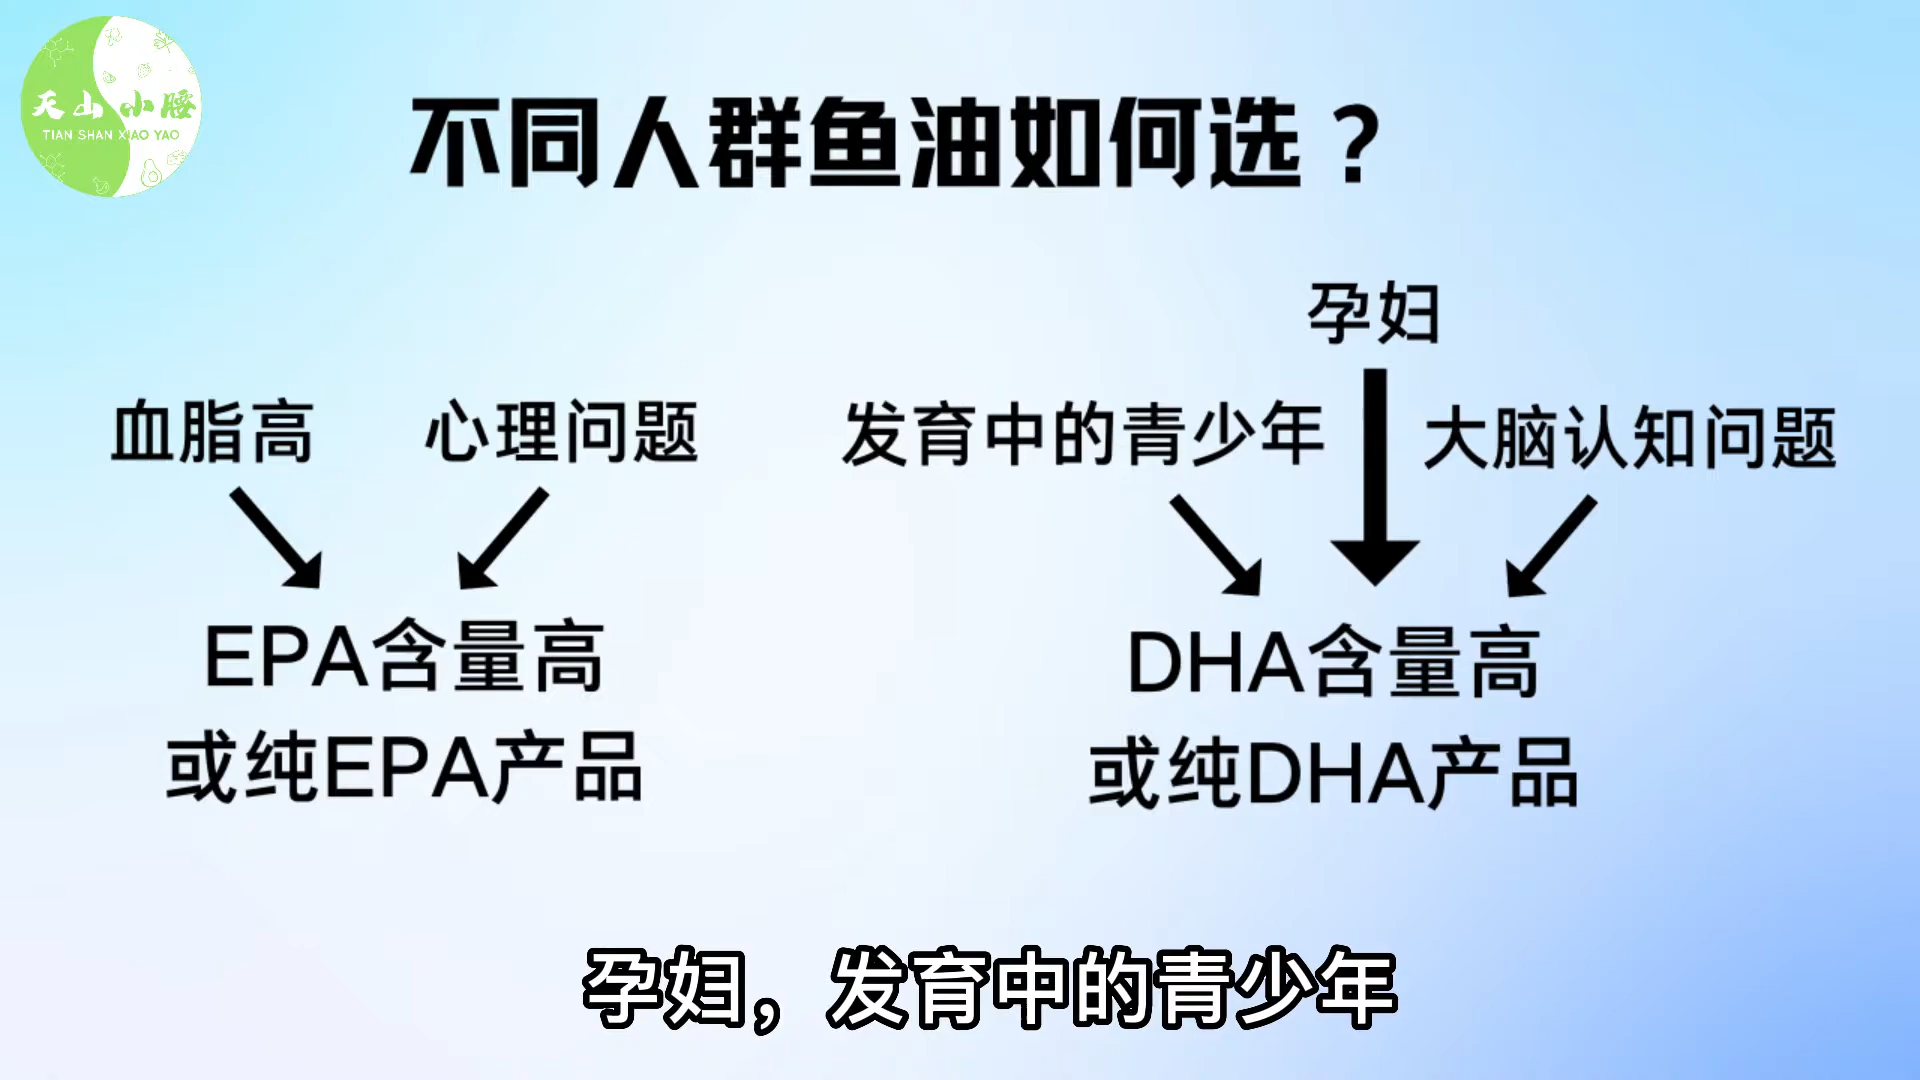 天山小腰
TIAN SHAN XIAO YAO
不同人群鱼油如何选？
血脂高
心理问题
EPA含量高
或纯EPA产品
孕妇
发育中的青少年
大脑认知问题
DHA含量高
或纯DHA产品
孕妇，发育中的青少年